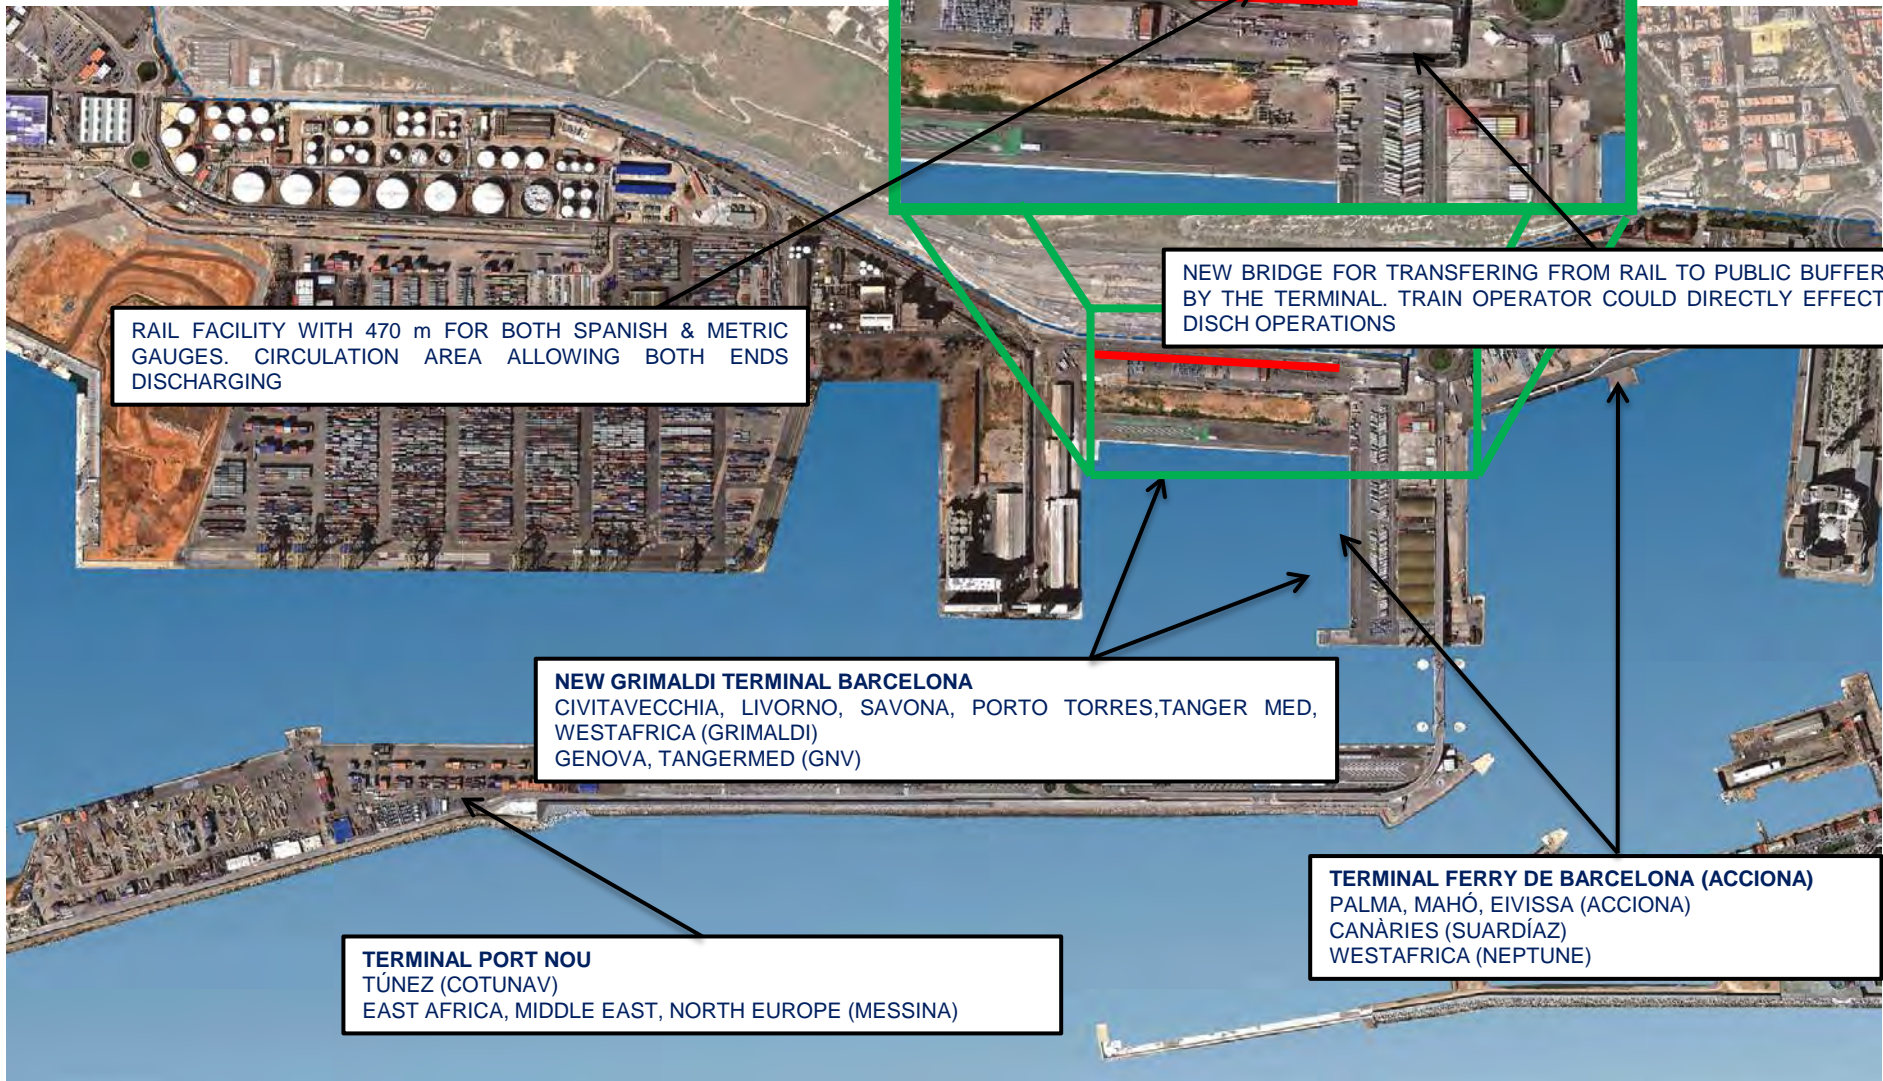 NEW BRIDGE FOR TRANSFERING FROM RAIL TO PUBLIC BUFFER
BY THE TERMINAL. TRAIN OPERATOR COULD DIRECTLY EFFECT
DISCH OPERATIONS
RAIL FACILITY WITH 470 m FOR BOTH SPANISH & METRIC
GAUGES. CIRCULATION AREA ALLOWING BOTH ENDS
DISCHARGING
NEW GRIMALDI TERMINAL BARCELONA
CIVITAVECCHIA, LIVORNO, SAVONA, PORTO TORRES,TANGER MED,
WESTAFRICA (GRIMALDI)
GENOVA, TANGERMED (GNV)
TERMINAL FERRY DE BARCELONA (ACCIONA)
PALMA, MAHÓ, EIVISSA (ACCIONA)
CANÀRIES (SUARDÍAZ)
WESTAFRICA (NEPTUNE)
TERMINAL PORT NOU
TÚNEZ (COTUNAV)
EAST AFRICA, MIDDLE EAST, NORTH EUROPE (MESSINA)